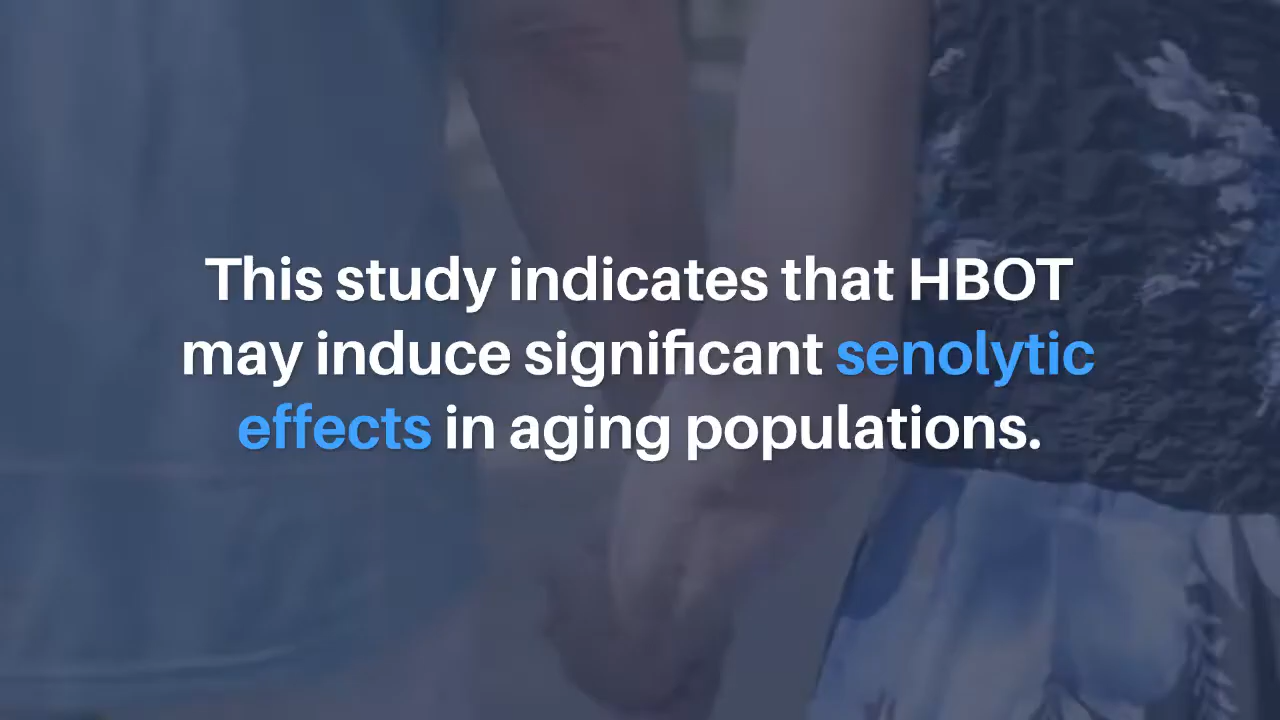 This study indicates that HBOT
may induce significant senolytic
effects in aging populations.